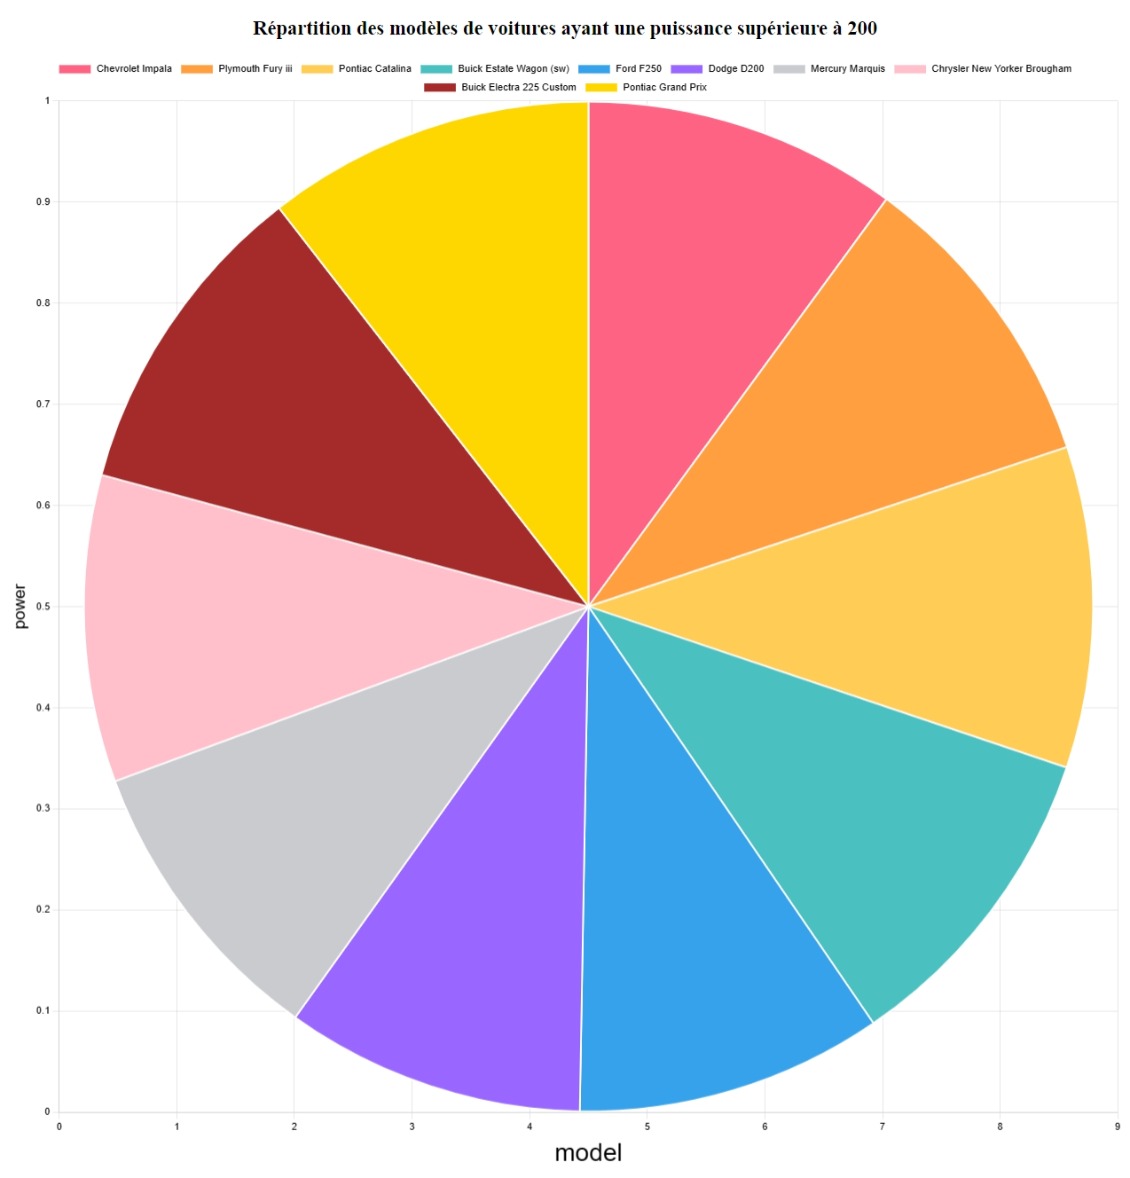 Répartition des modèles de voitures ayant une puissance supérieure à 200
Chevrolet Impala Plymouth Fury iii Pontiac Catalina Buick Estate Wagon (sw) Ford F250 Dodge D200 Mercury Marquis Chrysler New Yorker Brougham
Buick Electra 225 Custom Pontiac Grand Prix
1
0.9
0.8
0.7
0.6
0.5
0.4
0.3
0.2
0.1
0
power
0 1 2 3 4 5 6 7 8 9
model